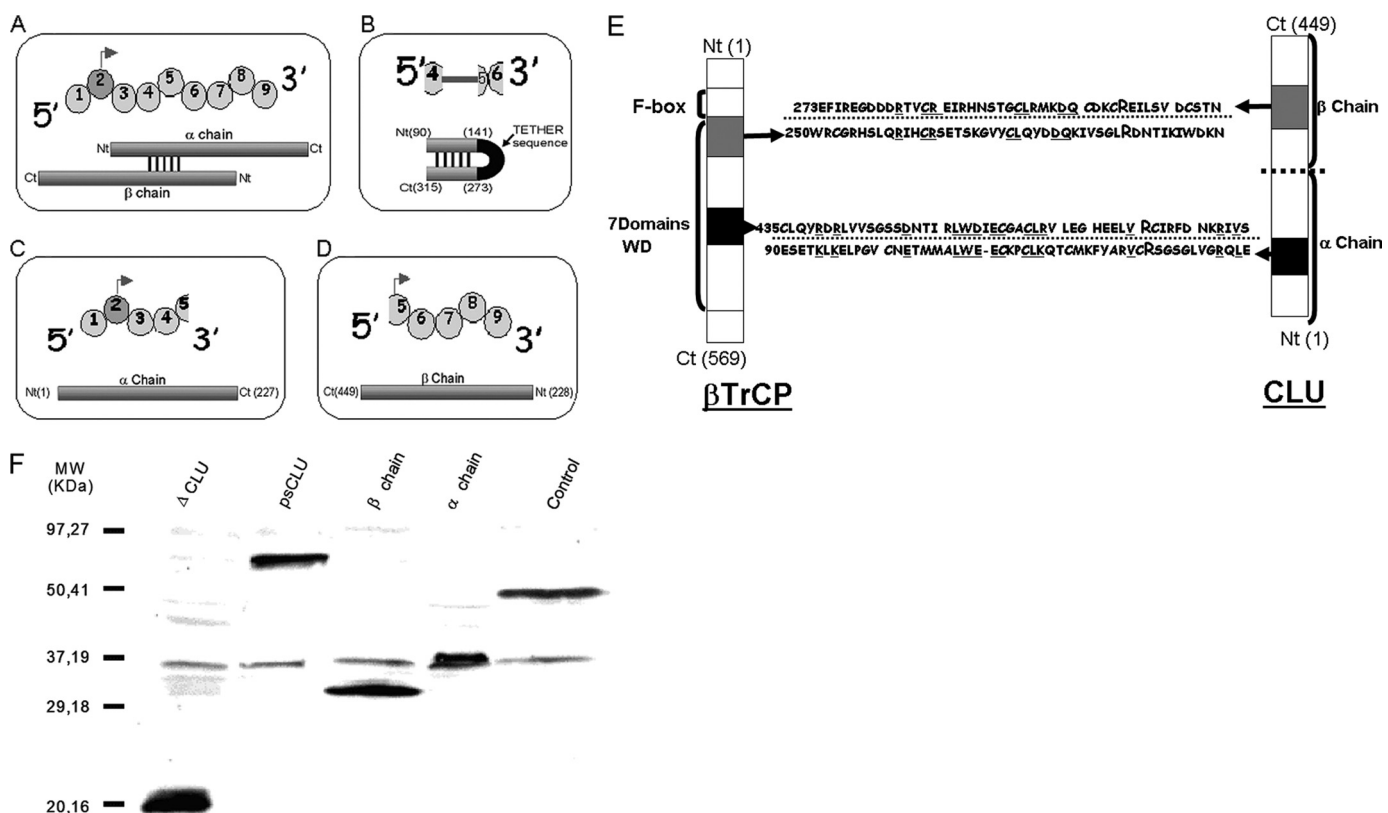 A
5'
1 2 3 4 5 6 7 8 9
3'
α chain
Nt
Ct
Ct
Nt
β chain
B
5'
4
5 6
3'
Nt(90)
(141)
TETHER
sequence
Ct(315)
(273)
C
5'
1 2 3 4 5
3'
α Chain
Nt(1)
Ct (227)
D
5'
5 6 7 8 9
3'
β Chain
Ct(449)
Nt (228)
E
Nt (1)
Ct (449)
F-box
273EFIREGDDDRTVCR EIRHNSTGCLRMKDQ CDKCREILSV DCSTN
β Chain
250WRCGRHSLQRIHCRSETSKGVYCLQYDDQKIVSGLRDNTIKIWDKN
7Domains
WD
435CLQYRDRLVVSGSSDNTI RLWDIECGACLRV LEG HEELV RCIRFD NKRIVS
90ESETKLKELPGV CNETMMALWE-ECKPCLKQTCMKFYARVCRSGSGLVGRQLE
α Chain
Nt (1)
Ct (569)
βTrCP
CLU
F
MW
(KDa)
Δ CLU
psCLU
β chain
α chain
Control
97,27
50,41
37,19
29,18
20,16